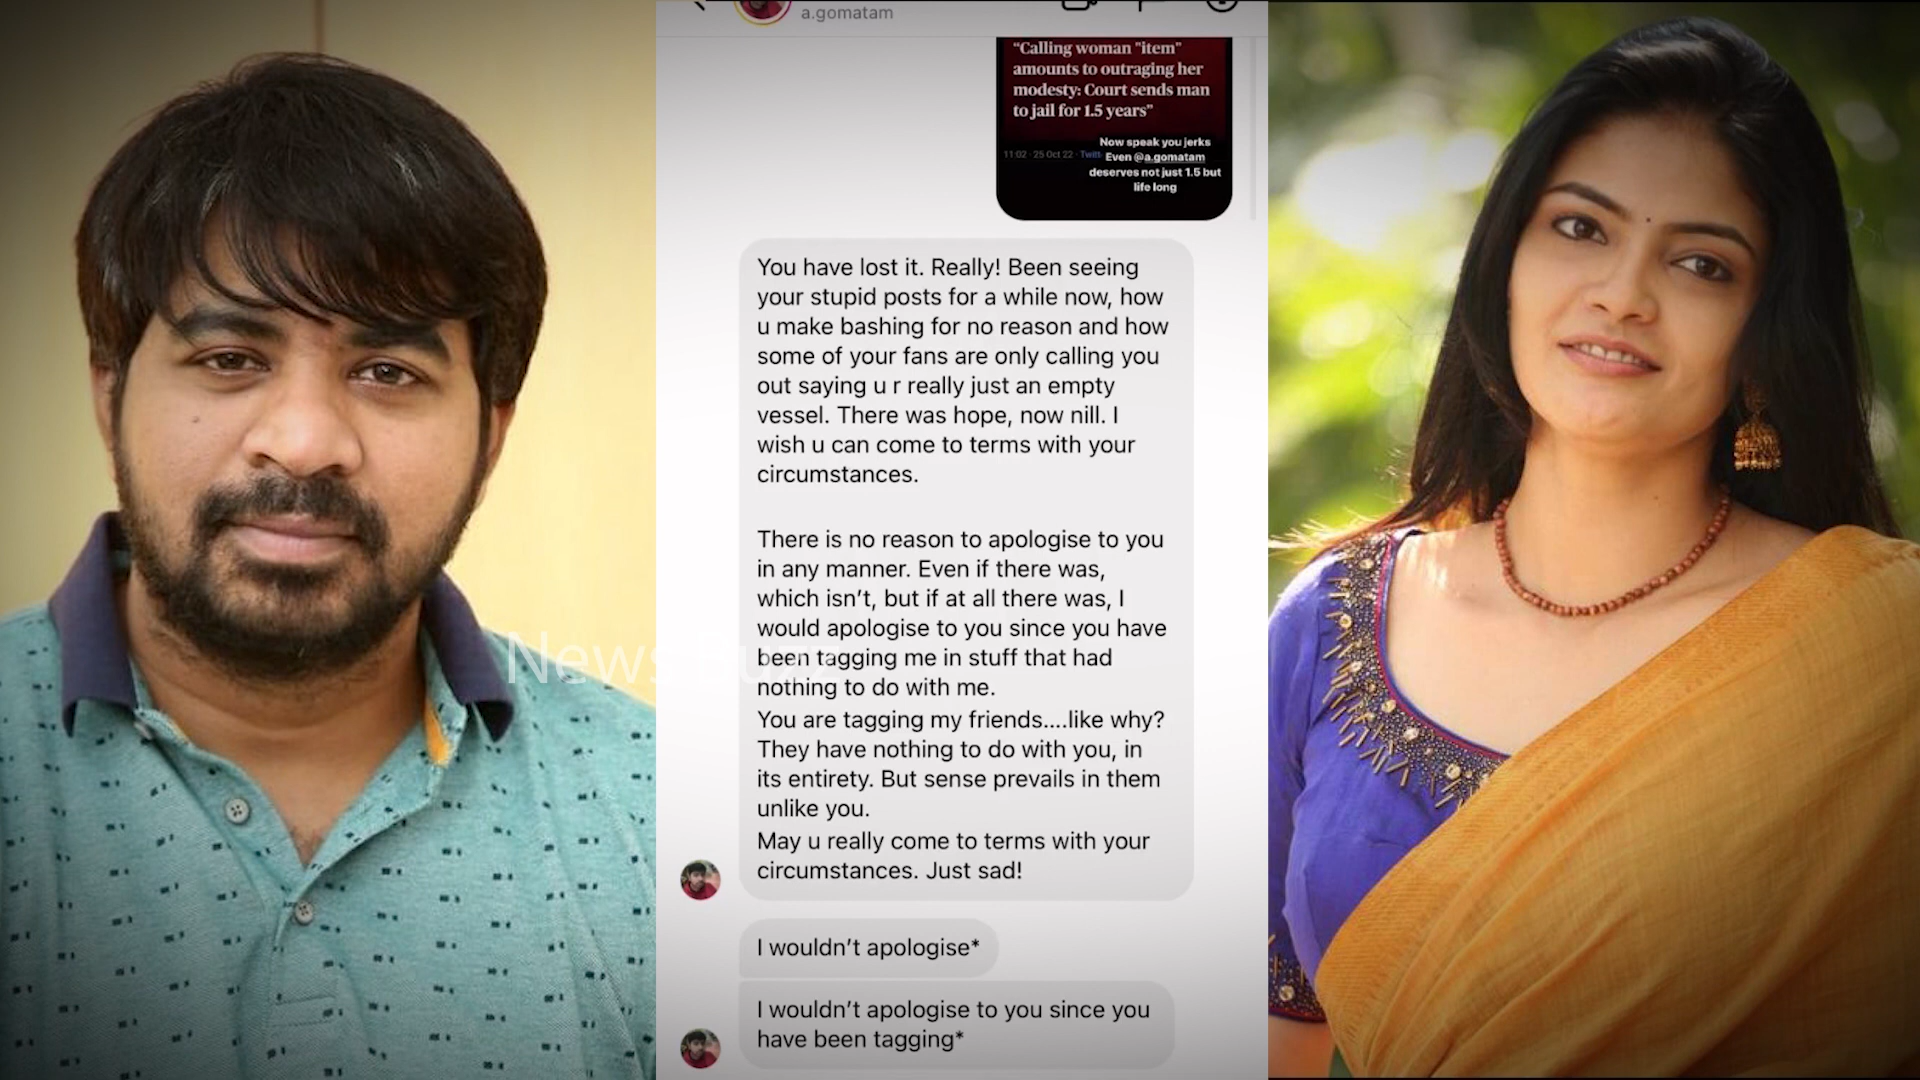 a.gomatam
“Calling woman "item"
amounts to outraging her
modesty: Court sends man
to jail for 1.5 years”
Now speak you jerks
11:02 · 25 Oct 22 · Twitt
Even @a.gomatam
deserves not just 1.5 but
life long
You have lost it. Really! Been seeing
your stupid posts for a while now, how
u make bashing for no reason and how
some of your fans are only calling you
out saying u r really just an empty
vessel. There was hope, now nill. I
wish u can come to terms with your
circumstances.
There is no reason to apologise to you
in any manner. Even if there was,
which isn’t, but if at all there was, I
would apologise to you since you have
been tagging me in stuff that had
nothing to do with me.
You are tagging my friends....like why?
They have nothing to do with you, in
its entirety. But sense prevails in them
unlike you.
May u really come to terms with your
circumstances. Just sad!
I wouldn’t apologise*
I wouldn’t apologise to you since you
have been tagging*
News Buzz